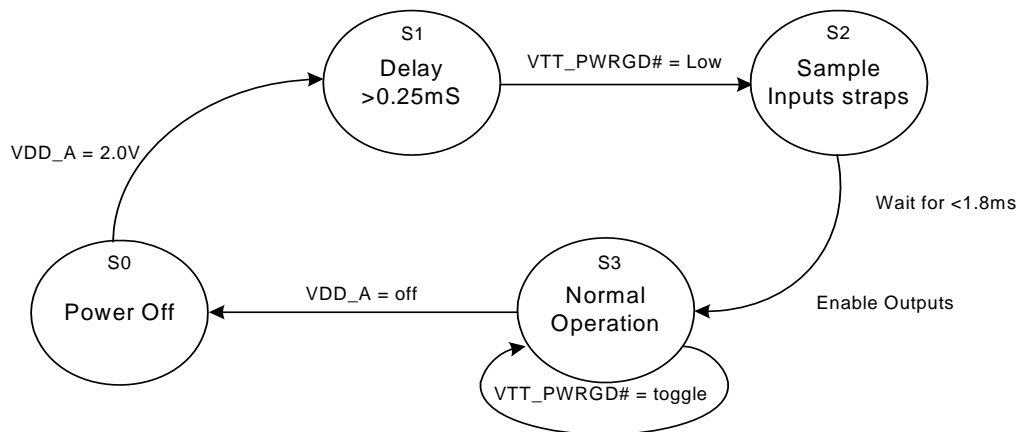 S1
Delay
>0.25mS
VTT_PWRGD# = Low
S2
Sample
Inputs straps
VDD_A = 2.0V
Wait for <1.8ms
S0
Power Off
VDD_A = off
S3
Normal
Operation
Enable Outputs
VTT_PWRGD# = toggle